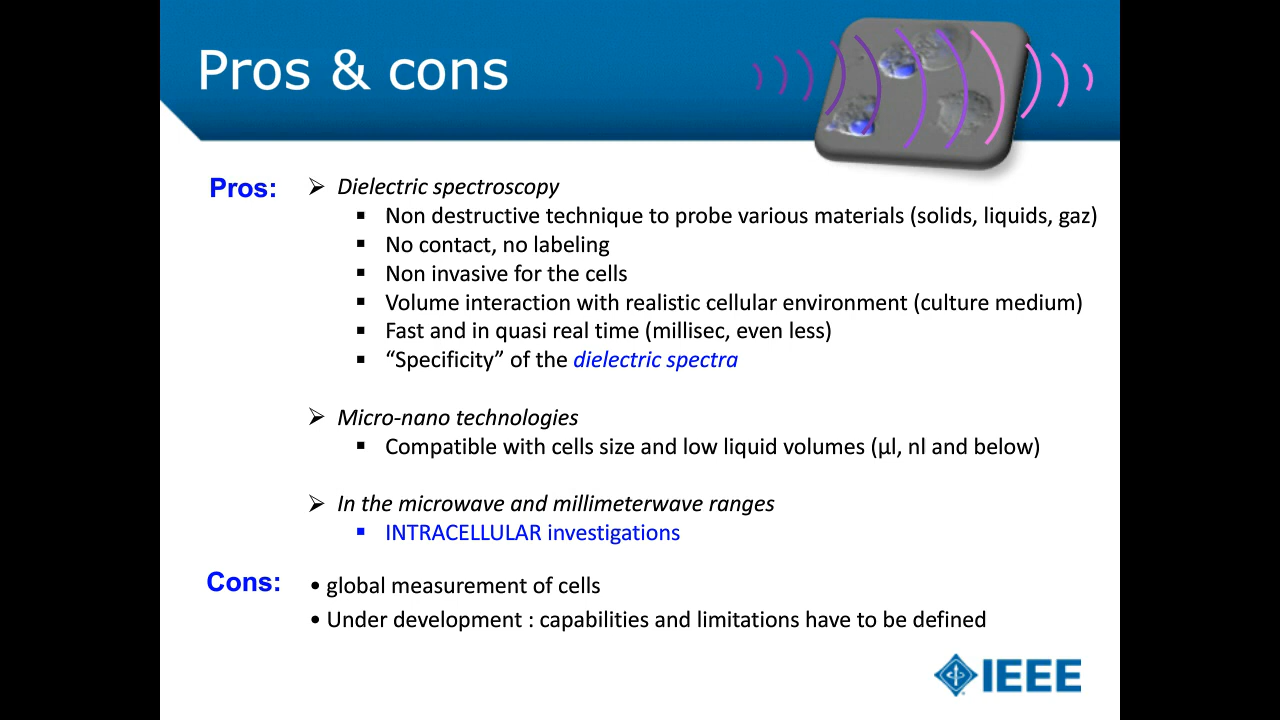 Pros & cons
Pros:
➢ Dielectric spectroscopy
▪ Non destructive technique to probe various materials (solids, liquids, gaz)
▪ No contact, no labeling
▪ Non invasive for the cells
▪ Volume interaction with realistic cellular environment (culture medium)
▪ Fast and in quasi real time (millisec, even less)
▪ “Specificity” of the dielectric spectra
➢ Micro-nano technologies
▪ Compatible with cells size and low liquid volumes (µl, nl and below)
➢ In the microwave and millimeterwave ranges
▪ INTRACELLULAR investigations
Cons:
• global measurement of cells
• Under development : capabilities and limitations have to be defined
IEEE